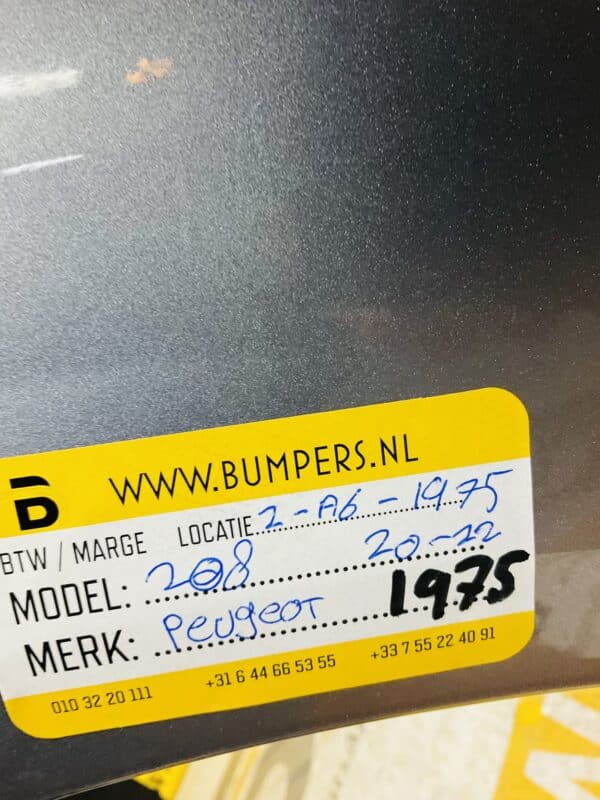 B WWW.BUMPERS.NL
BTW / MARGE LOCATIE 2-A6-1975
MODEL: 208 20-22
MERK: Peugeot 1975
010 32 20 111 +31 6 44 66 53 55 +33 7 55 22 40 91